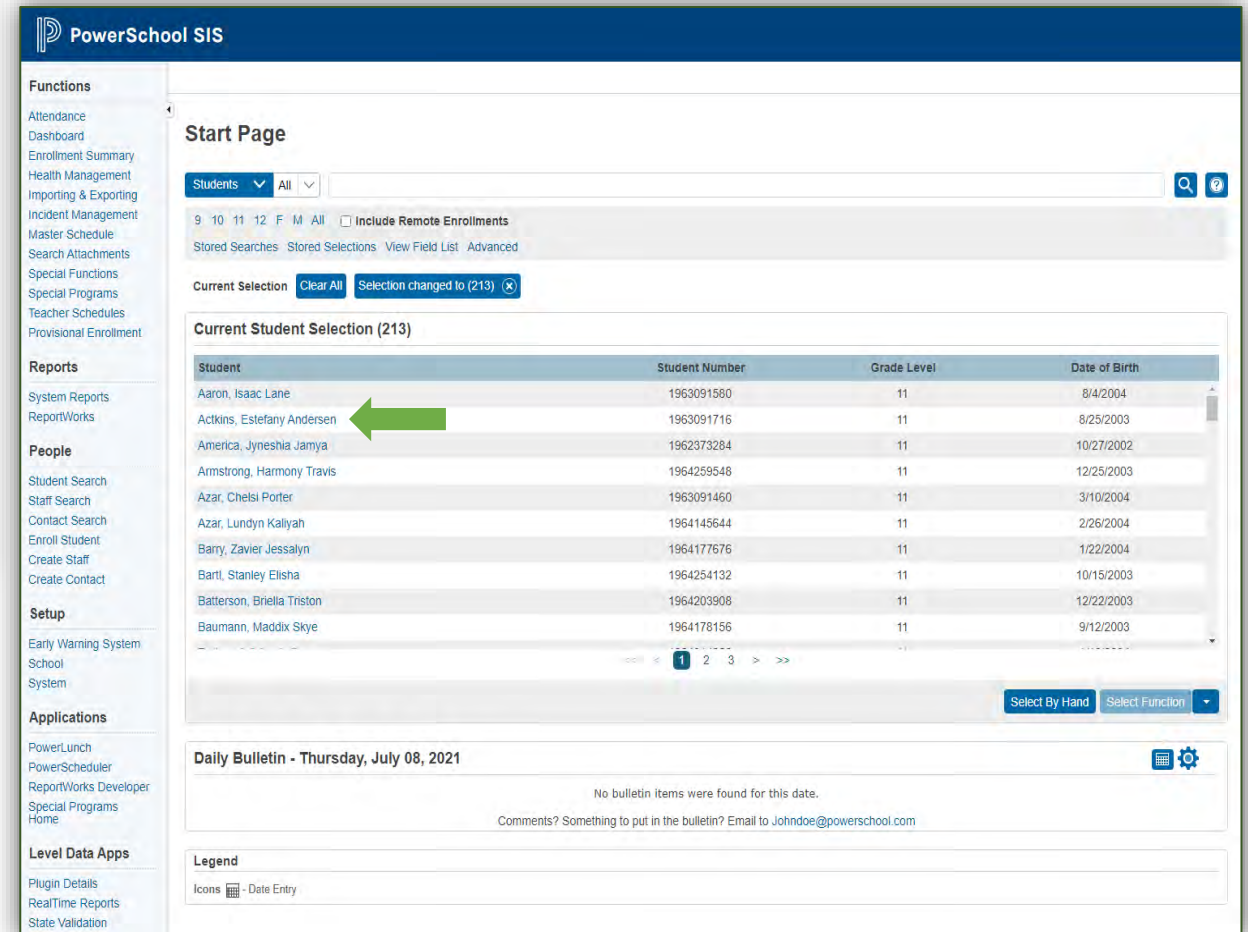 PowerSchool SIS
Functions
Attendance
Dashboard
Enrollment Summary
Health Management
Importing & Exporting
Incident Management
Master Schedule
Search Attachments
Special Functions
Special Programs
Teacher Schedules
Provisional Enrollment
Reports
System Reports
ReportWorks
People
Student Search
Staff Search
Contact Search
Enroll Student
Create Staff
Create Contact
Setup
Early Warning System
School
System
Applications
PowerLunch
PowerScheduler
ReportWorks Developer
Special Programs
Home
Level Data Apps
Plugin Details
RealTime Reports
State Validation
Start Page
Students All
9 10 11 12 F M All Include Remote Enrollments
Stored Searches Stored Selections View Field List Advanced
Current Selection Clear All Selection changed to (213)
Current Student Selection (213)
Student Student Number Grade Level Date of Birth
Aaron, Isaac Lane 1963091580 11 8/4/2004
Actkins, Estefany Andersen 1963091716 11 8/25/2003
America, Jyneshia Jamya 1962373284 11 10/27/2002
Armstrong, Harmony Travis 1964259548 11 12/25/2003
Azar, Chelsi Porter 1963091460 11 3/10/2004
Azar, Lundyn Kaliyah 1964145644 11 2/26/2004
Barry, Zavier Jessalyn 1964177676 11 1/22/2004
Bartl, Stanley Elisha 1964254132 11 10/15/2003
Batterson, Briella Triston 1964203908 11 12/22/2003
Baumann, Maddix Skye 1964178156 11 9/12/2003
<< < 1 2 3 > >>
Select By Hand Select Function
Daily Bulletin - Thursday, July 08, 2021
No bulletin items were found for this date.
Comments? Something to put in the bulletin? Email to Johndoe@powerschool.com
Legend
Icons - Date Entry